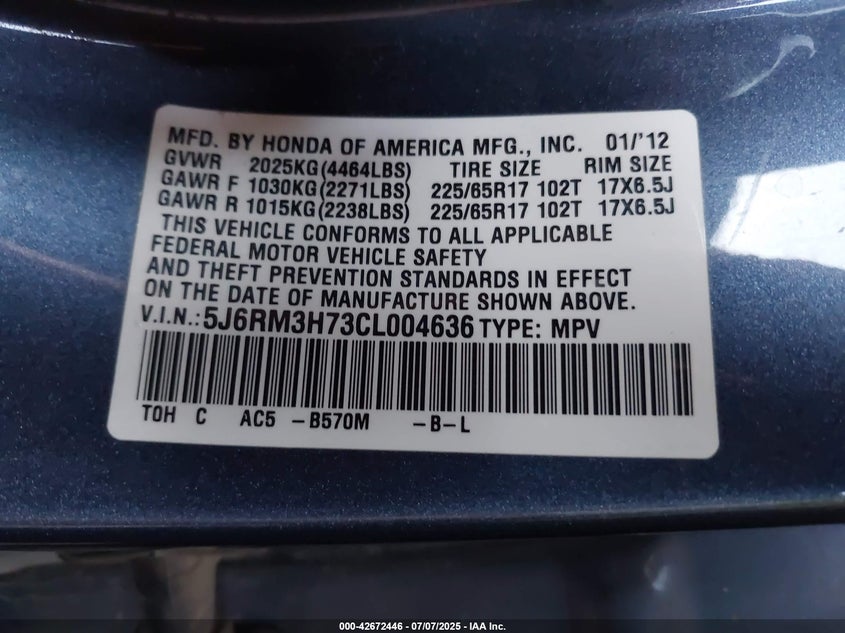 MFD. BY HONDA OF AMERICA MFG., INC. 01/'12
GVWR 2025KG(4464LBS) TIRE SIZE RIM SIZE
GAWR F 1030KG(2271LBS) 225/65R17 102T 17X6.5J
GAWR R 1015KG(2238LBS) 225/65R17 102T 17X6.5J
THIS VEHICLE CONFORMS TO ALL APPLICABLE
FEDERAL MOTOR VEHICLE SAFETY
AND THEFT PREVENTION STANDARDS IN EFFECT
ON THE DATE OF MANUFACTURE SHOWN ABOVE.
V.I.N.:5J6RM3H73CL004636 TYPE: MPV
TOH C AC5 -B570M -B-L
000-42672446 - 07/07/2025 - IAA Inc.